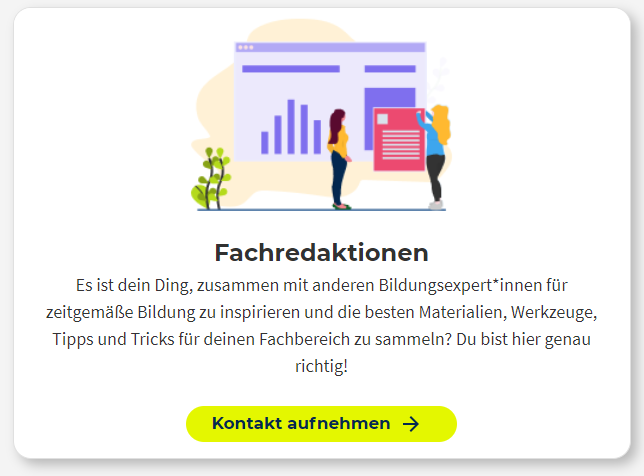 Fachredaktionen
Es ist dein Ding, zusammen mit anderen Bildungsexpert*innen für
zeitgemäße Bildung zu inspirieren und die besten Materialien, Werkzeuge,
Tipps und Tricks für deinen Fachbereich zu sammeln? Du bist hier genau
richtig!
Kontakt aufnehmen →